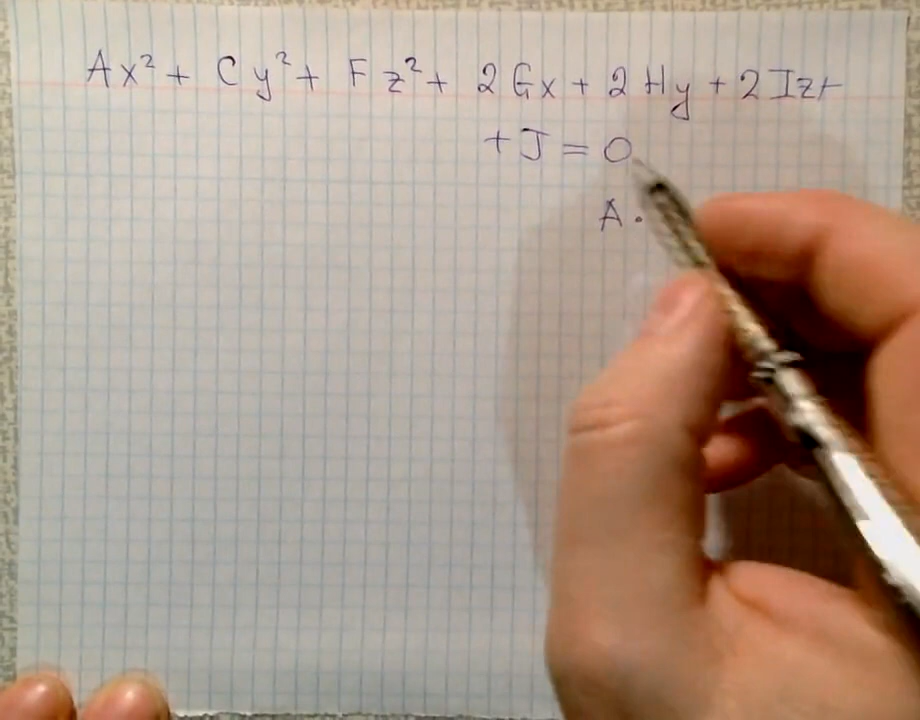 Ax² + Cy² + Fz² + 2Gx + 2Hy + 2Iz+
+ J = 0
A ·